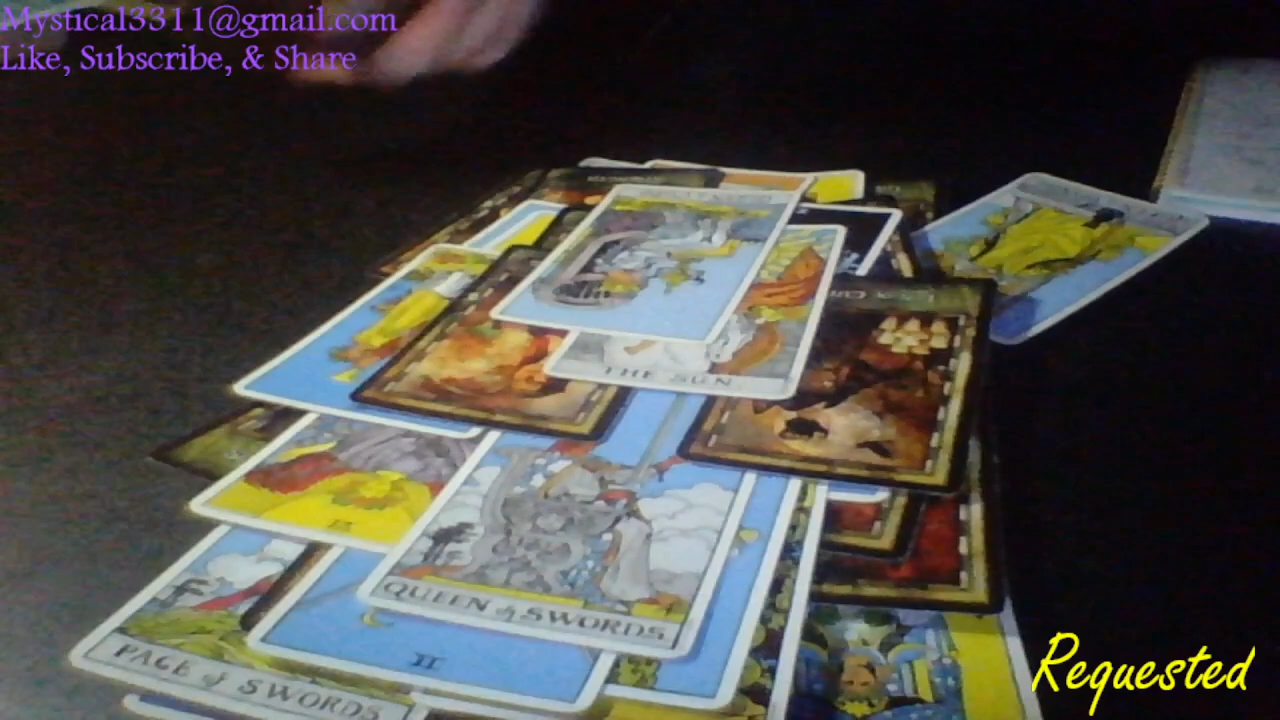 Mystical3311@gmail.com
Like, Subscribe, & Share
THE SUN
QUEEN of SWORDS
II
PAGE of SWORDS
Requested